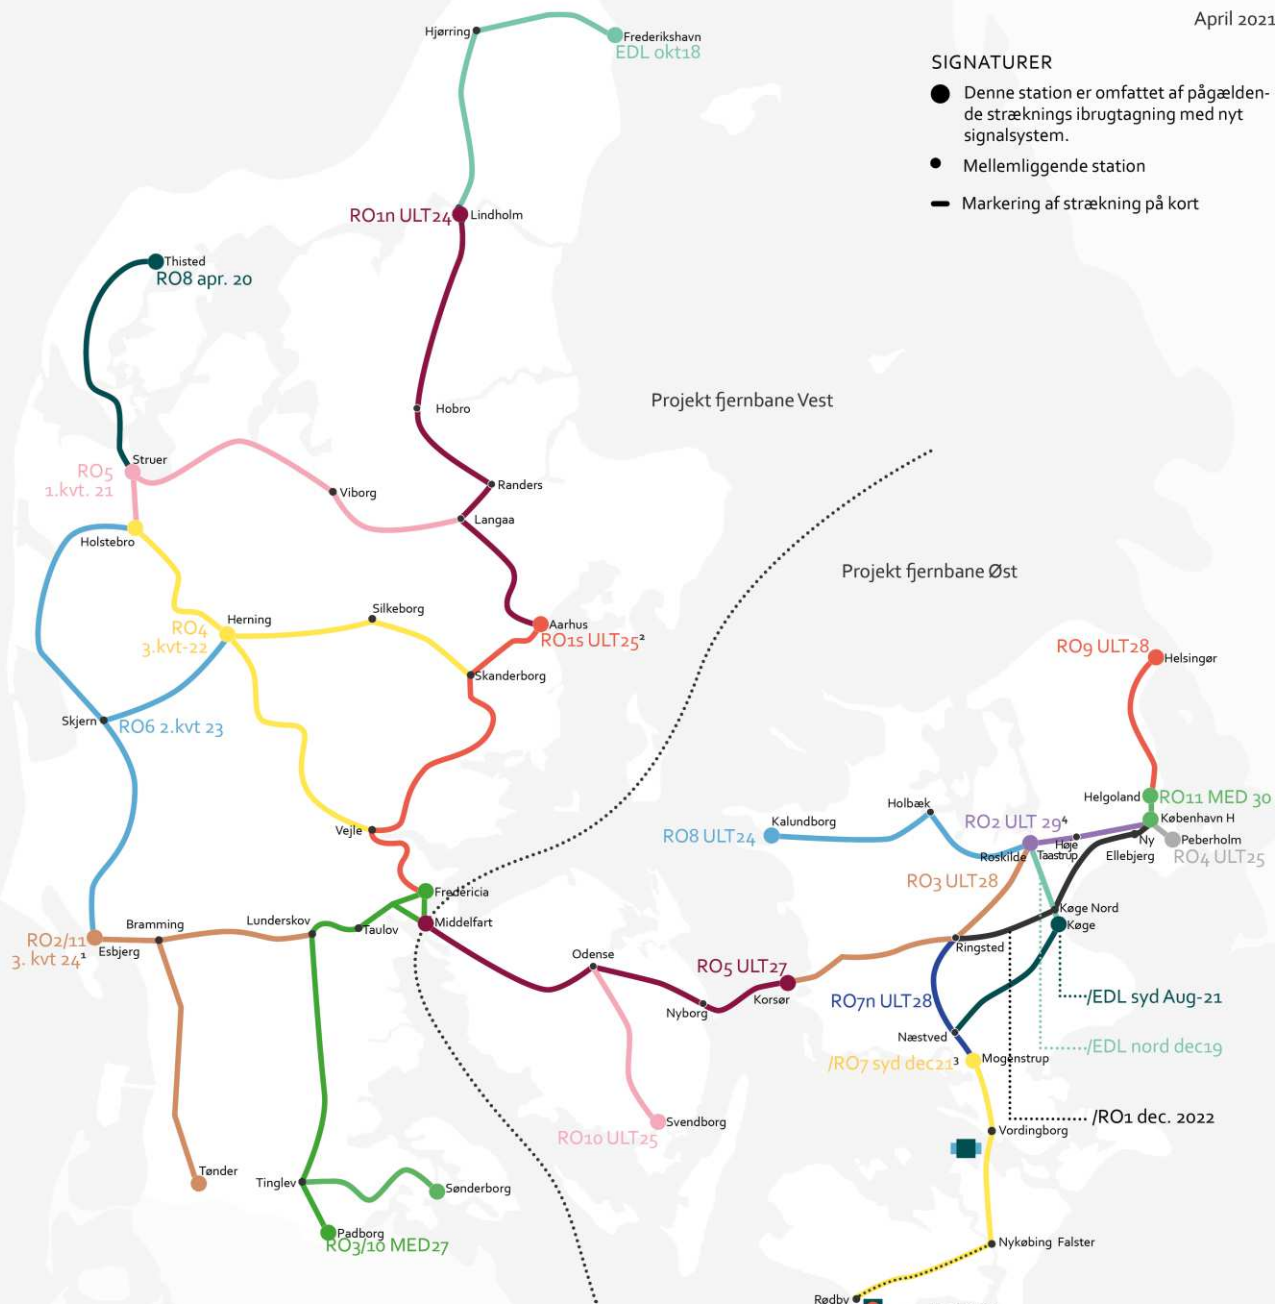 April 2021
SIGNATURER
Denne station er omfattet af pågælden-
de stræknings ibrugtagning med nyt
signalsystem.
Mellemliggende station
Markering af strækning på kort
Hjørring
Frederikshavn
EDL okt18
RO1n ULT24
Lindholm
Thisted
RO8 apr. 20
Hobro
Projekt fjernbane Vest
Struer
RO5
1.kvt. 21
Viborg
Randers
Langaa
Holstebro
Projekt fjernbane Øst
Silkeborg
Herning
RO4
3.kvt-22
Aarhus
RO1s ULT25²
Skanderborg
RO9 ULT28
Helsingør
Skjern
RO6 2.kvt 23
Vejle
Helgoland
RO11 MED 30
Holbæk
Kalundborg
RO8 ULT24
RO2 ULT 29⁴
København H
Ny
Ellebjerg
Peberholm
RO4 ULT25
Høje
Taastrup
Roskilde
RO3 ULT28
Fredericia
Middelfart
Køge Nord
Køge
Lunderskov
Taulov
Bramming
RO2/11
3. kvt 24¹
Esbjerg
Ringsted
Odense
RO5 ULT27
Korsør
Nyborg
RO7n ULT28
/EDL syd Aug-21
Næstved
/EDL nord dec19
Mogenstrup
/RO7 syd dec21³
/RO1 dec. 2022
Svendborg
RO10 ULT25
Vordingborg
Tønder
Tinglev
Sønderborg
Padborg
RO3/10 MED27
Nykøbing Falster
Rødby